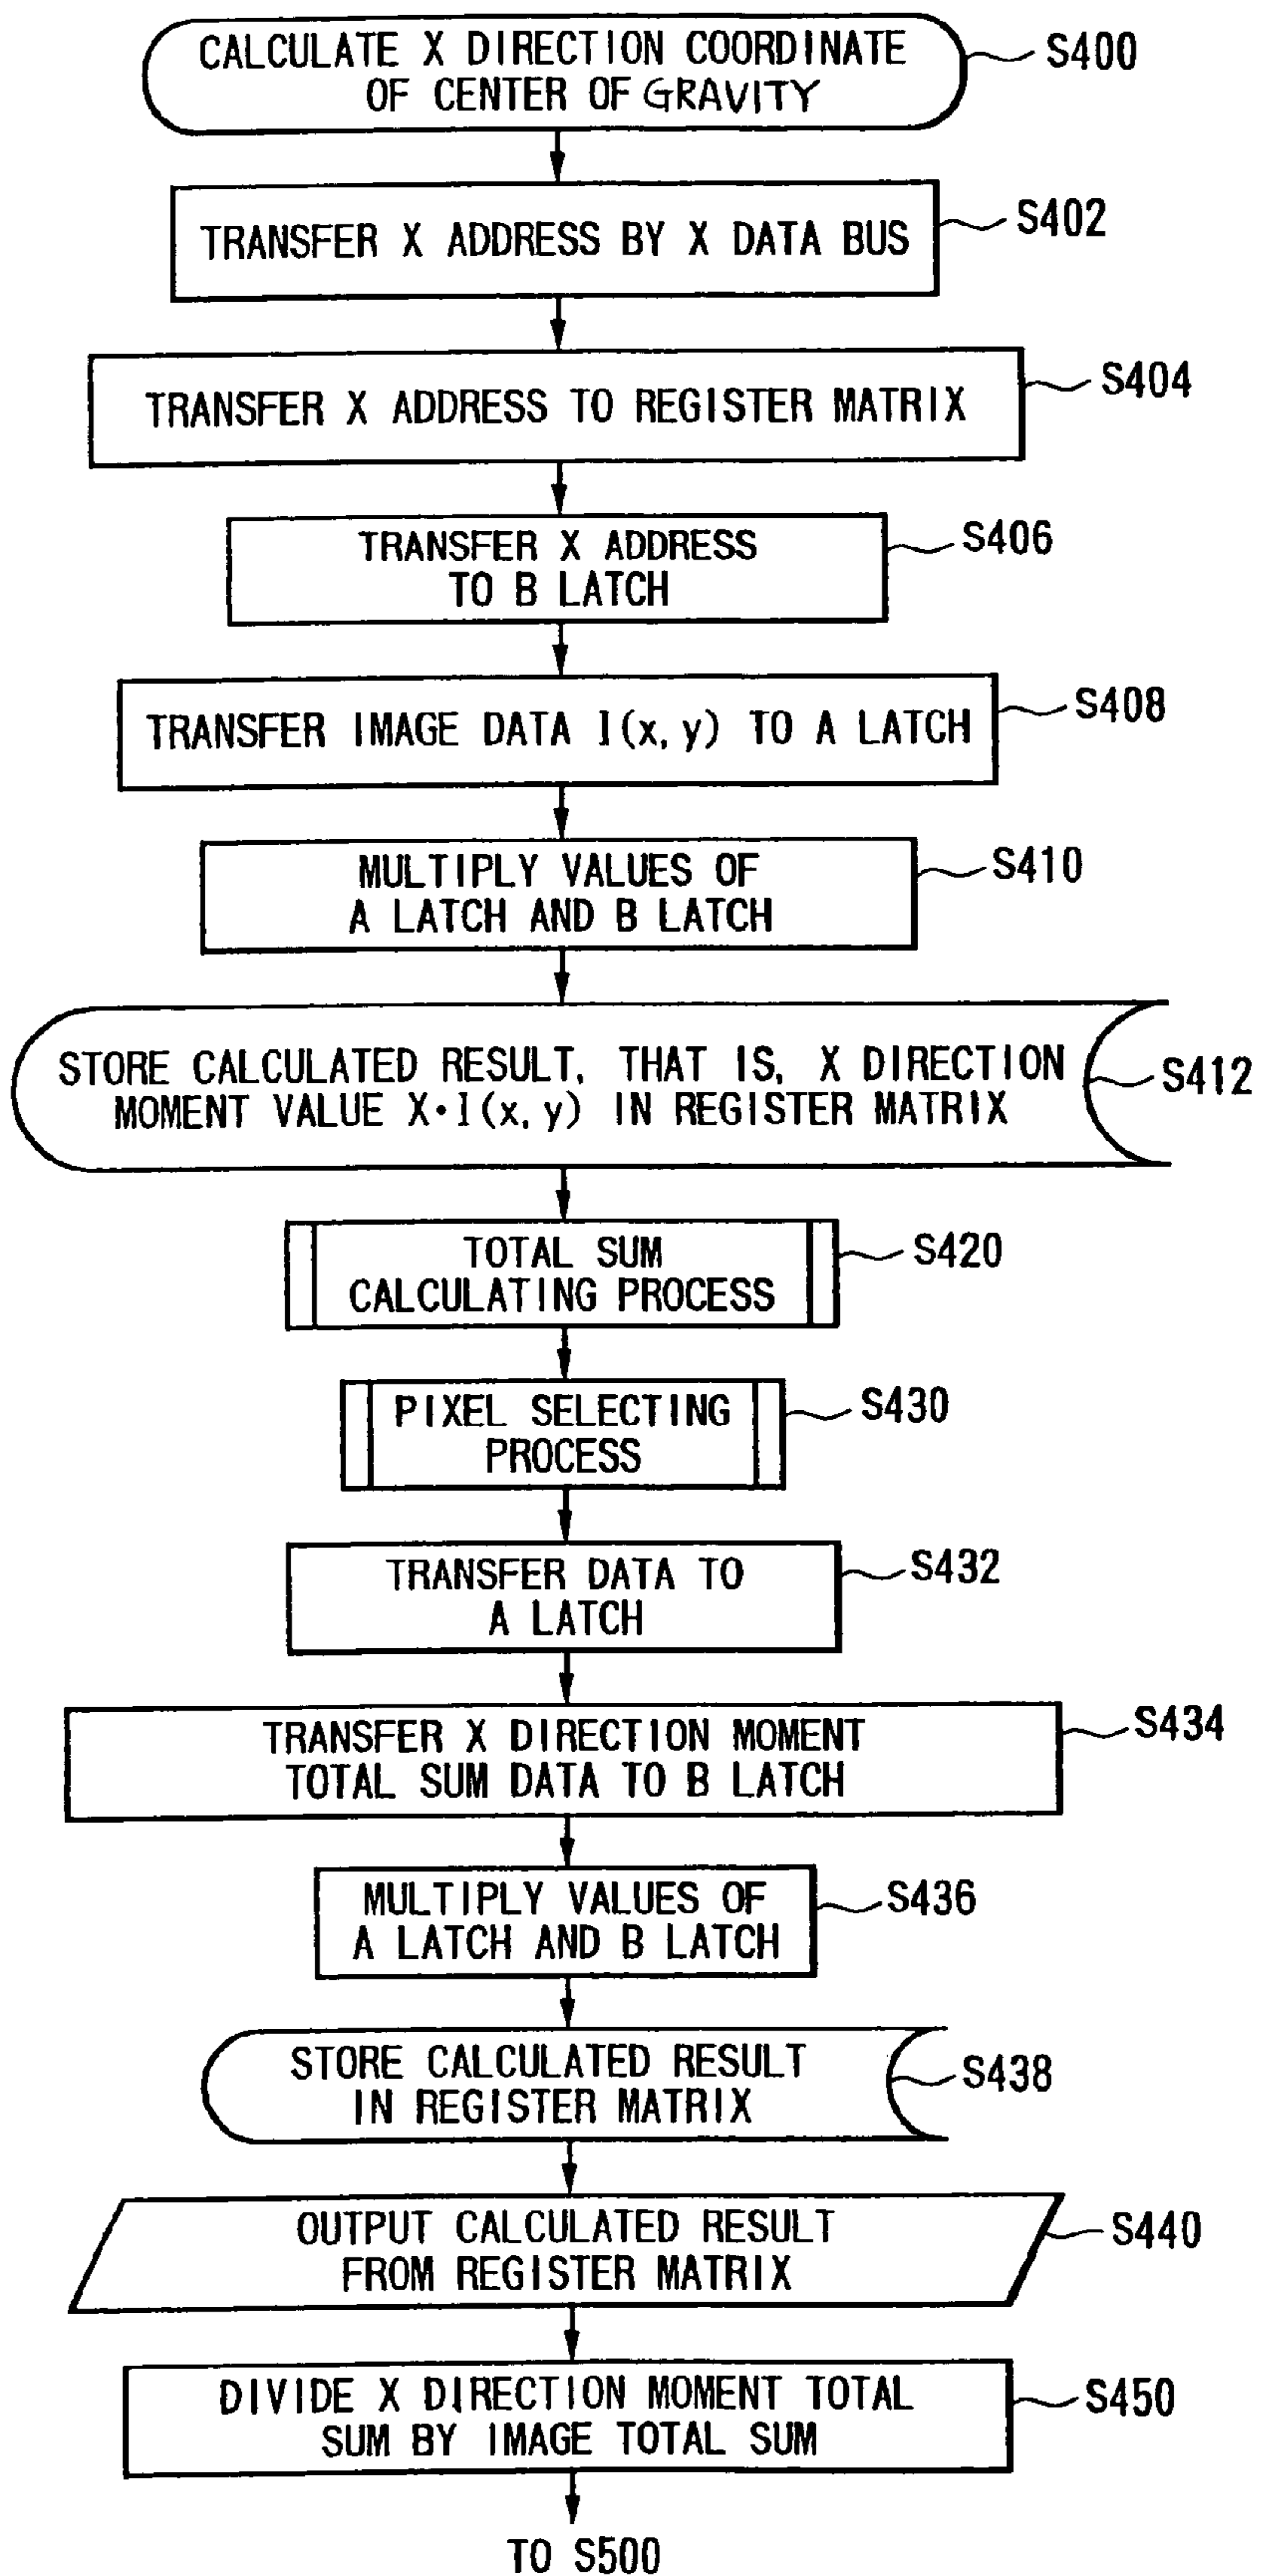 CALCULATE X DIRECTION COORDINATE
OF CENTER OF GRAVITY
S400
TRANSFER X ADDRESS BY X DATA BUS
S402
TRANSFER X ADDRESS TO REGISTER MATRIX
S404
TRANSFER X ADDRESS
TO B LATCH
S406
TRANSFER IMAGE DATA I(x, y) TO A LATCH
S408
MULTIPLY VALUES OF
A LATCH AND B LATCH
S410
STORE CALCULATED RESULT, THAT IS, X DIRECTION
MOMENT VALUE X·I(x, y) IN REGISTER MATRIX
S412
TOTAL SUM
CALCULATING PROCESS
S420
PIXEL SELECTING
PROCESS
S430
TRANSFER DATA TO
A LATCH
S432
TRANSFER X DIRECTION MOMENT
TOTAL SUM DATA TO B LATCH
S434
MULTIPLY VALUES OF
A LATCH AND B LATCH
S436
STORE CALCULATED RESULT
IN REGISTER MATRIX
S438
OUTPUT CALCULATED RESULT
FROM REGISTER MATRIX
S440
DIVIDE X DIRECTION MOMENT TOTAL
SUM BY IMAGE TOTAL SUM
S450
TO S500